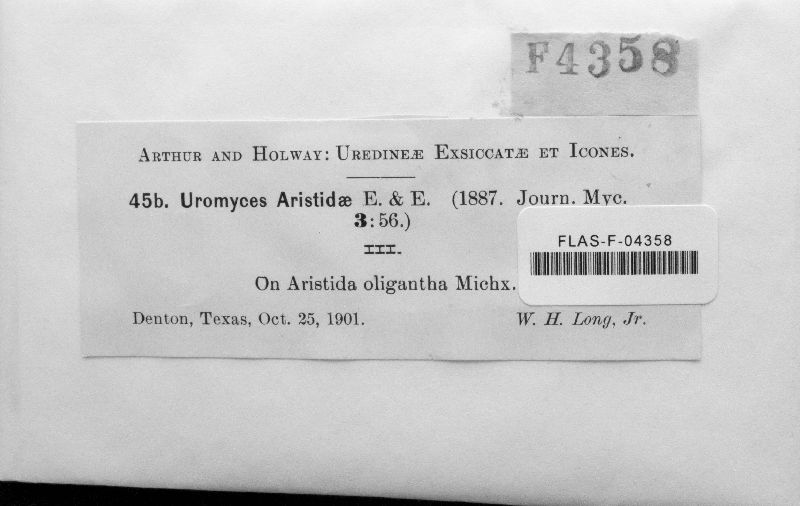 F4358
ARTHUR AND HOLWAY: UREDINEÆ EXSICCATÆ ET ICONES.
45b. Uromyces Aristidæ E. & E. (1887. Journ. Myc.
3:56.)
III.
FLAS-F-04358
On Aristida oligantha Michx.
Denton, Texas, Oct. 25, 1901. W. H. Long, Jr.